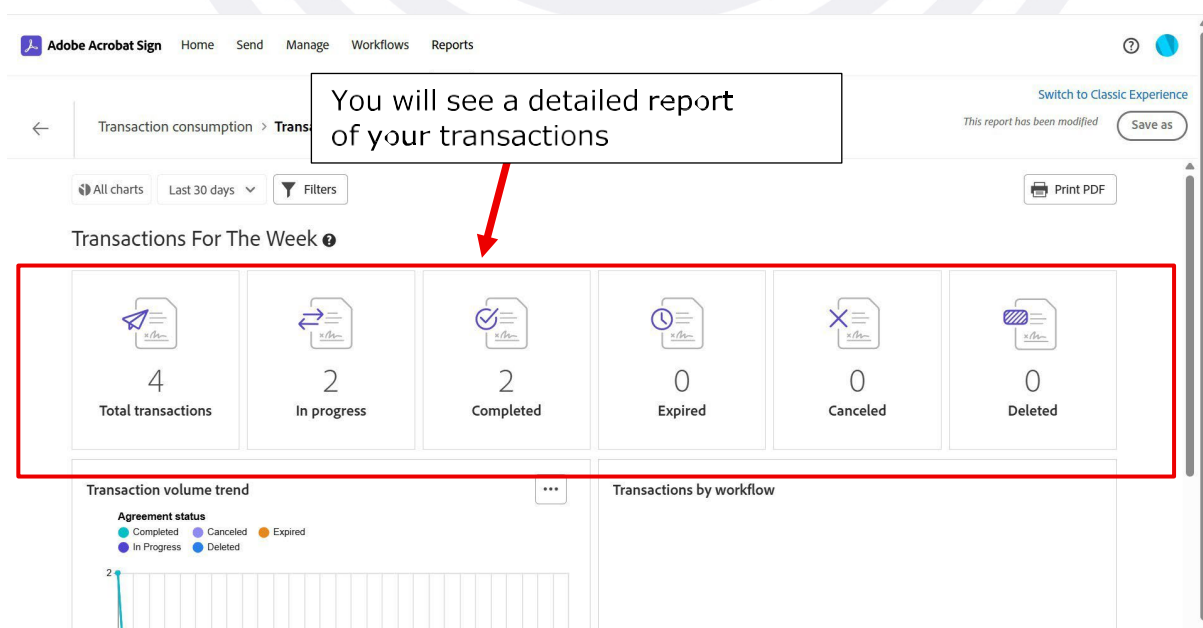 Adobe Acrobat Sign Home Send Manage Workflows Reports
You will see a detailed report
of your transactions
Switch to Classic Experience
Transaction consumption >
This report has been modified Save as
All charts Last 30 days Filters Print PDF
Transactions For The Week
4 2 2 0 0 0
Total transactions In progress Completed Expired Canceled Deleted
Transaction volume trend ... Transactions by workflow
Agreement status
Completed Canceled Expired
In Progress Deleted
2